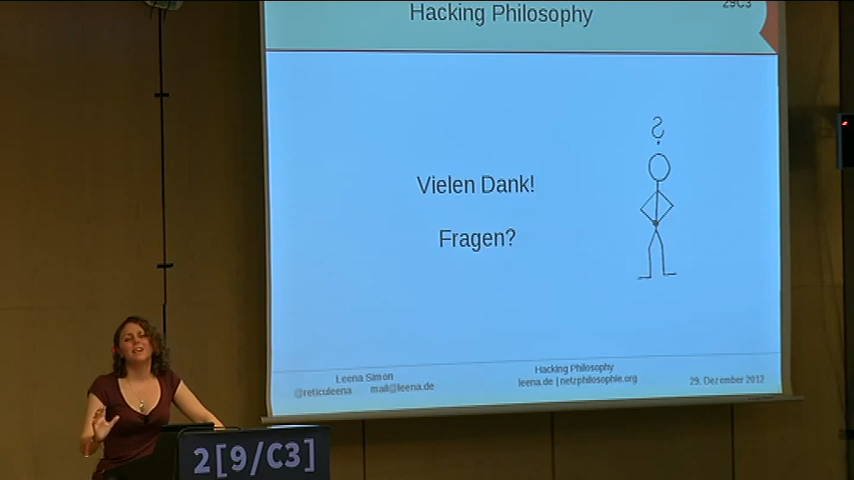 Hacking Philosophy
29C3
Vielen Dank!
Fragen?
?
Leena Simon
@reticuleena mail@leena.de
Hacking Philosophy
leena.de | netzphilosophie.org
29. Dezember 2012
2[9/C3]